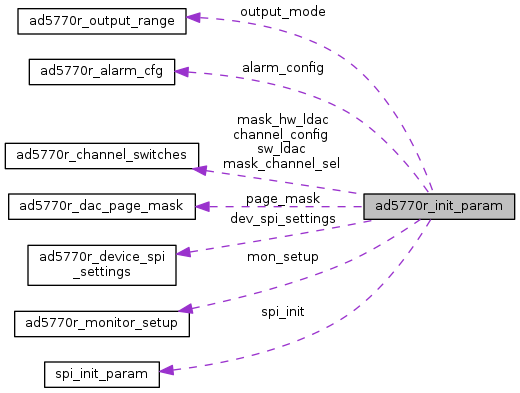 output_mode
ad5770r_output_range
alarm_config
ad5770r_alarm_cfg
mask_hw_ldac
channel_config
sw_ldac
mask_channel_sel
ad5770r_channel_switches
page_mask
ad5770r_dac_page_mask
ad5770r_init_param
dev_spi_settings
ad5770r_device_spi
_settings
mon_setup
ad5770r_monitor_setup
spi_init
spi_init_param